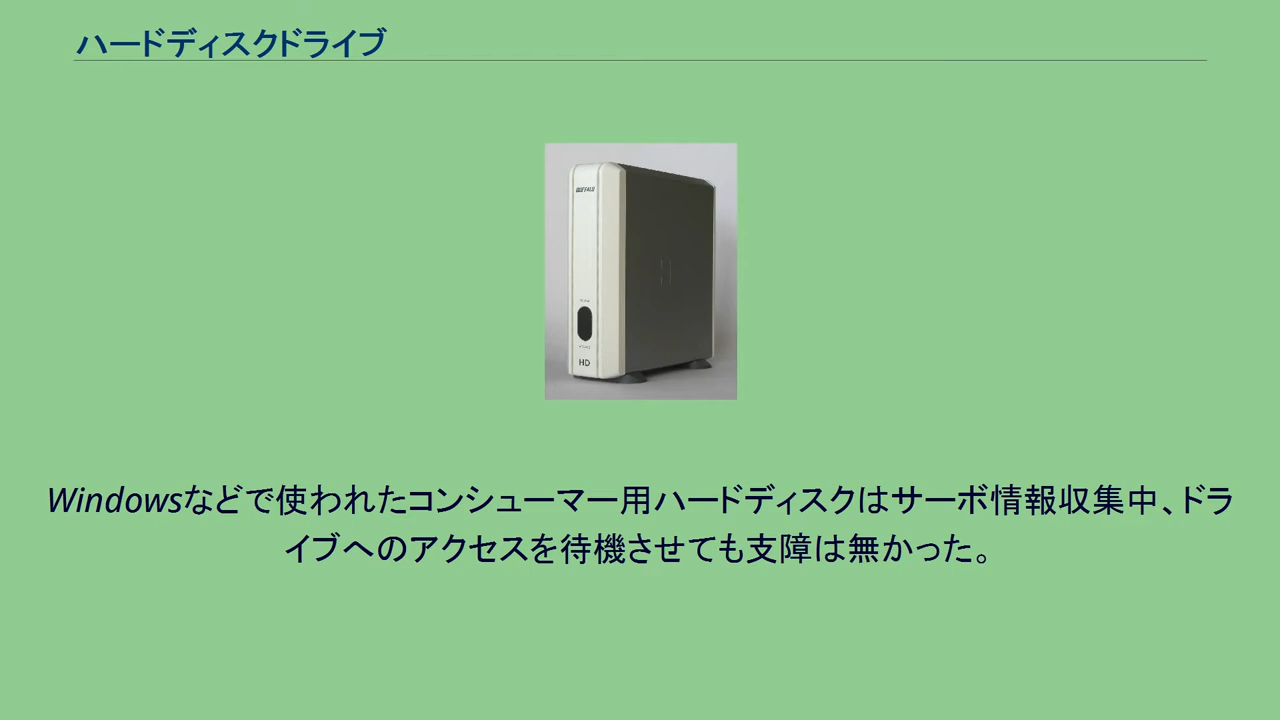 ハードディスクドライブ
BUFFALO
HD
Windowsなどで使われたコンシューマー用ハードディスクはサーボ情報収集中、ドラ
イブへのアクセスを待機させても支障は無かった。